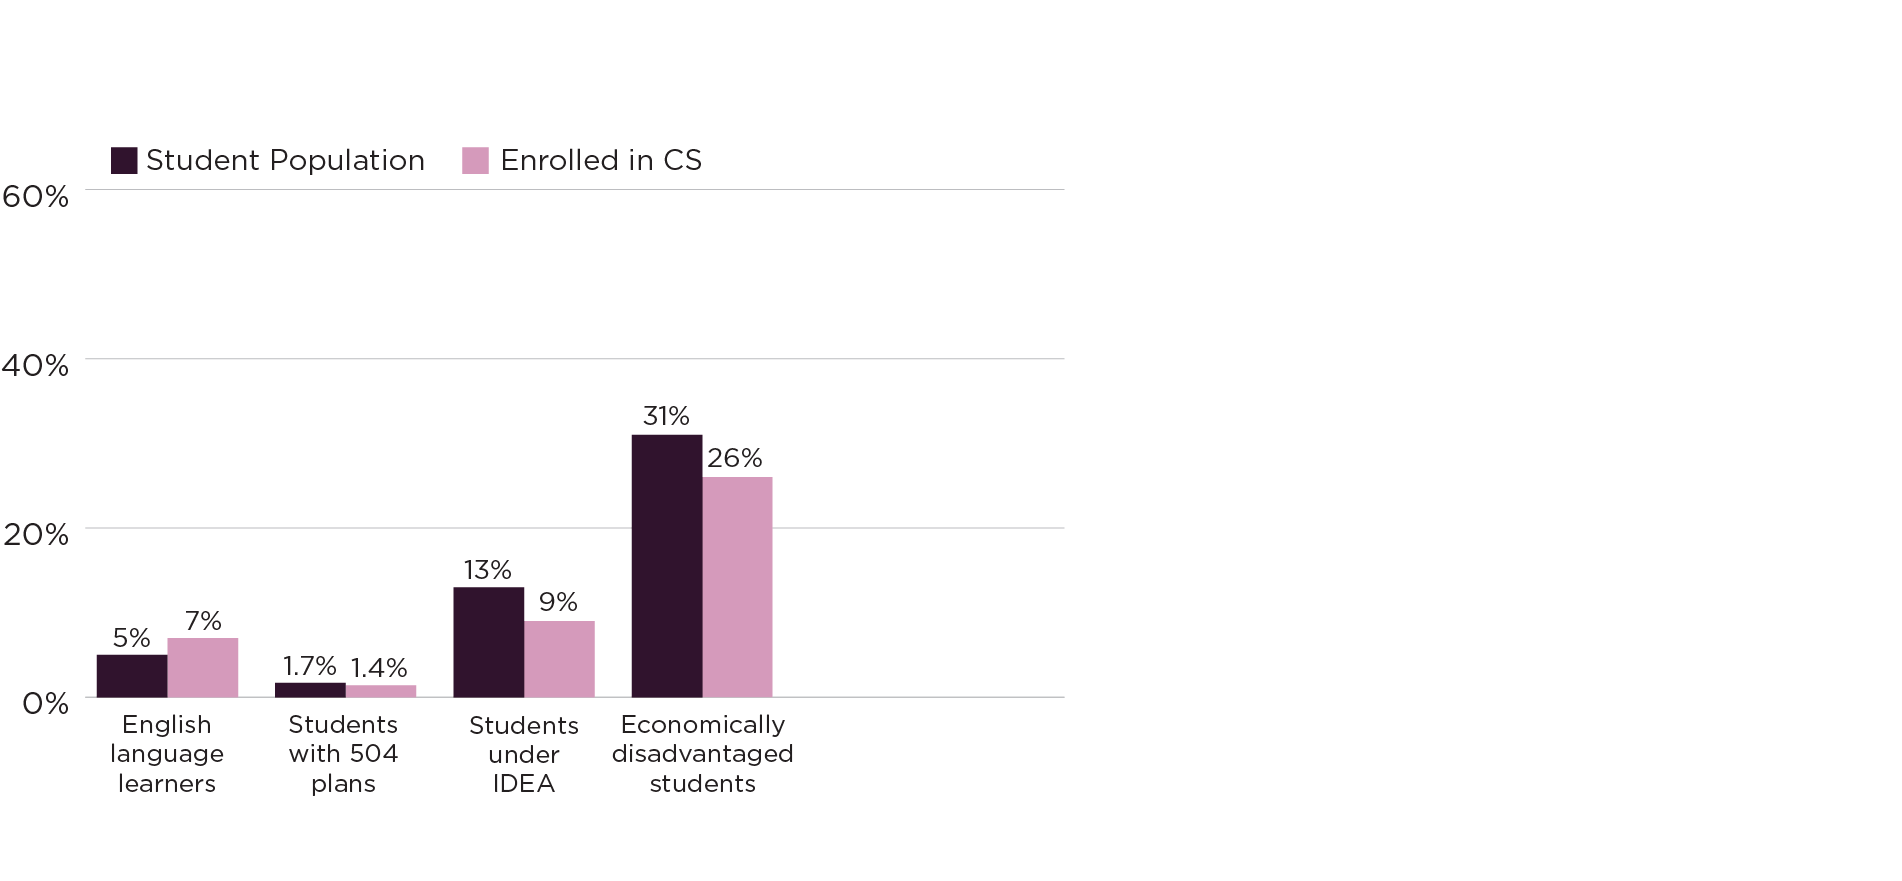 Student Population
Enrolled in CS
60%
40%
20%
0%
5%
7%
1.7%
1.4%
13%
9%
31%
26%
English
language
learners
Students
with 504
plans
Students
under
IDEA
Economically
disadvantaged
students